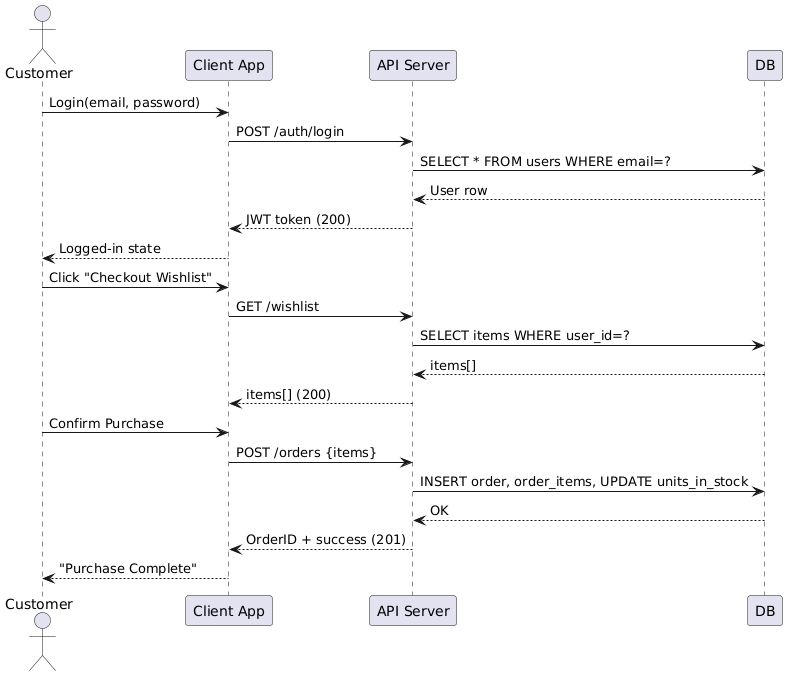 Customer
Client App
API Server
DB
Login(email, password)
POST /auth/login
SELECT * FROM users WHERE email=?
User row
JWT token (200)
Logged-in state
Click "Checkout Wishlist"
GET /wishlist
SELECT items WHERE user_id=?
items[]
items[] (200)
Confirm Purchase
POST /orders {items}
INSERT order, order_items, UPDATE units_in_stock
OK
OrderID + success (201)
"Purchase Complete"
Customer
Client App
API Server
DB